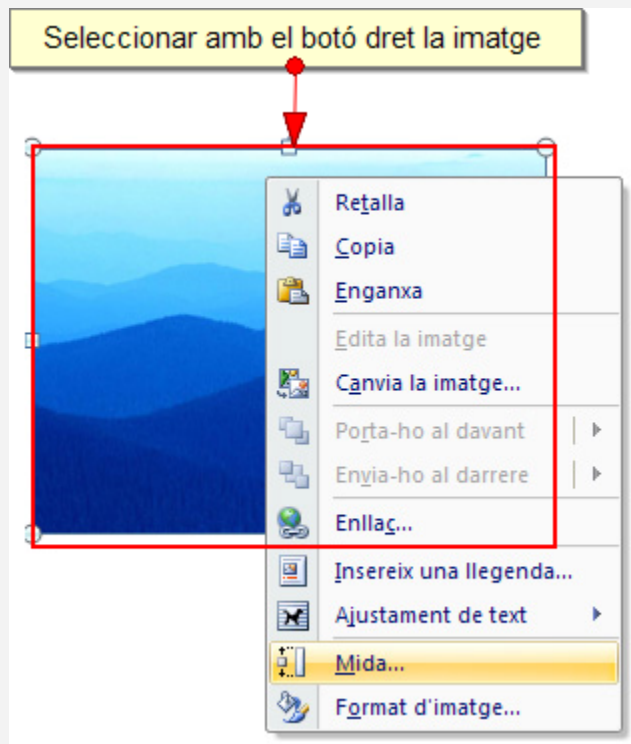 Seleccionar amb el botó dret la imatge
Retalla
Copia
Enganxa
Edita la imatge
Canvia la imatge...
Porta-ho al davant
Envia-ho al darrere
Enllaç...
Insereix una llegenda...
Ajustament de text
Mida...
Format d'imatge...